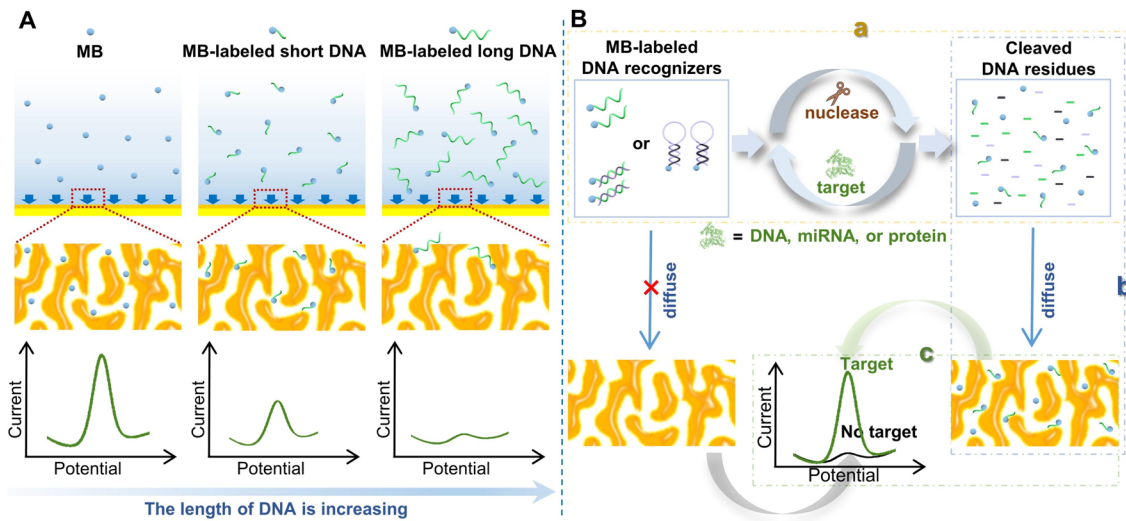 A
MB
MB-labeled short DNA
MB-labeled long DNA
Current
Potential
Current
Potential
Current
Potential
The length of DNA is increasing
B
a
MB-labeled
DNA recognizers
or
nuclease
target
Cleaved
DNA residues
= DNA, miRNA, or protein
diffuse
diffuse
b
c
Target
No target
Current
Potential